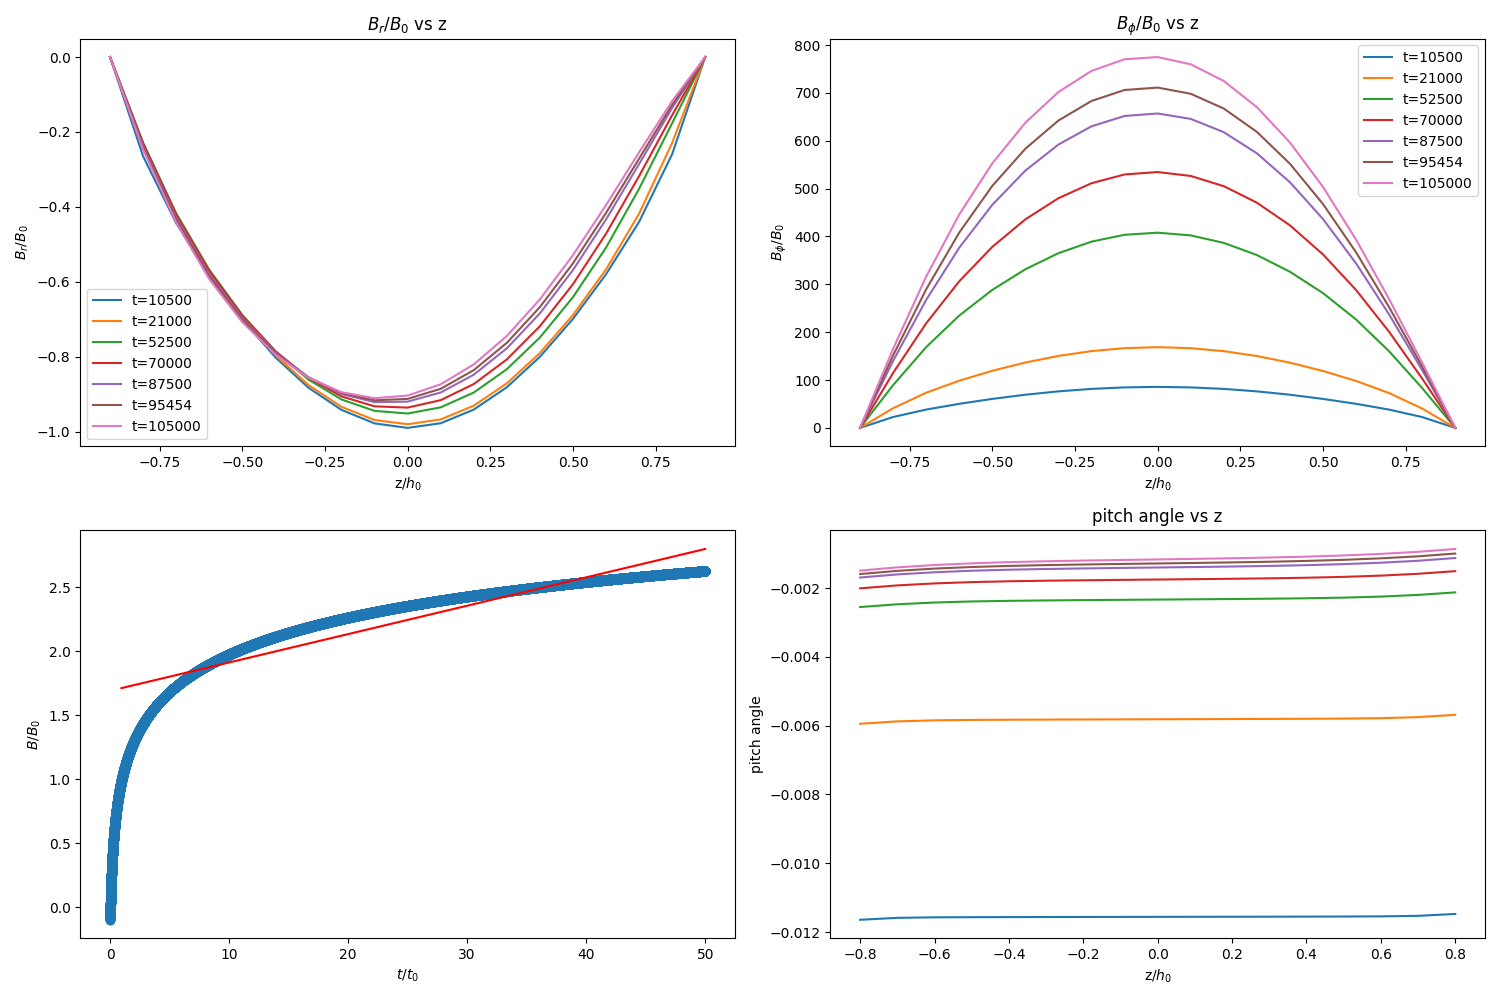 $B_r/B_0$ vs z
0.0
−0.2
−0.4
−0.6
−0.8
−1.0
$B_r/B_0$
t=10500
t=21000
t=52500
t=70000
t=87500
t=95454
t=105000
−0.75 −0.50 −0.25 0.00 0.25 0.50 0.75
z/$h_0$
$B_\phi/B_0$ vs z
800
700
600
500
400
300
200
100
0
$B_\phi/B_0$
t=10500
t=21000
t=52500
t=70000
t=87500
t=95454
t=105000
−0.75 −0.50 −0.25 0.00 0.25 0.50 0.75
z/$h_0$
2.5
2.0
1.5
1.0
0.5
0.0
$B/B_0$
0 10 20 30 40 50
$t/t_0$
pitch angle vs z
−0.002
−0.004
−0.006
−0.008
−0.010
−0.012
pitch angle
−0.8 −0.6 −0.4 −0.2 0.0 0.2 0.4 0.6 0.8
z/$h_0$